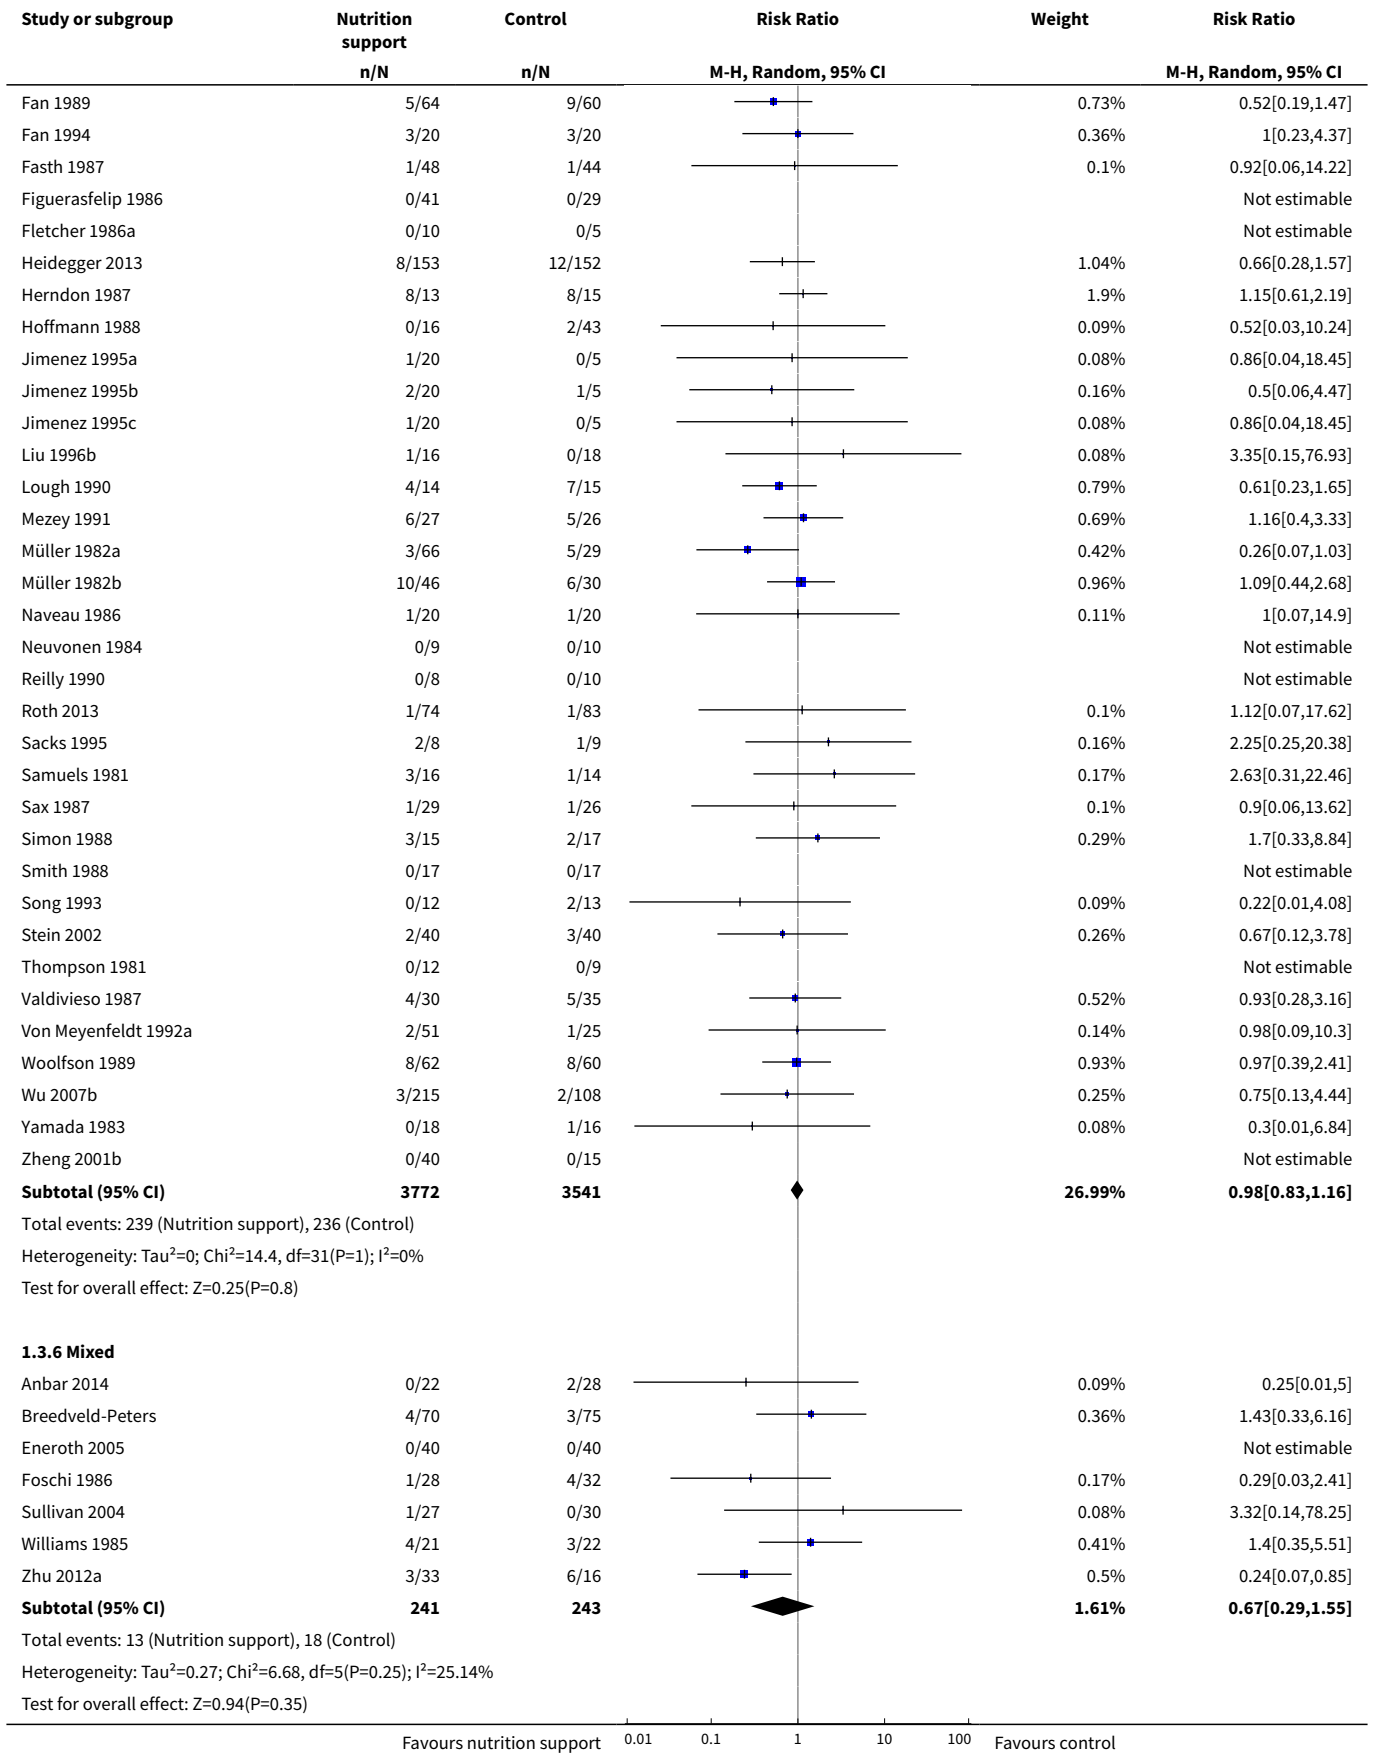 Study or subgroup Nutrition support Control Risk Ratio Weight Risk Ratio
n/N n/N M-H, Random, 95% CI M-H, Random, 95% CI
Fan 1989 5/64 9/60 0.73% 0.52[0.19,1.47]
Fan 1994 3/20 3/20 0.36% 1[0.23,4.37]
Fasth 1987 1/48 1/44 0.1% 0.92[0.06,14.22]
Figuerasfelip 1986 0/41 0/29 Not estimable
Fletcher 1986a 0/10 0/5 Not estimable
Heidegger 2013 8/153 12/152 1.04% 0.66[0.28,1.57]
Herndon 1987 8/13 8/15 1.9% 1.15[0.61,2.19]
Hoffmann 1988 0/16 2/43 0.09% 0.52[0.03,10.24]
Jimenez 1995a 1/20 0/5 0.08% 0.86[0.04,18.45]
Jimenez 1995b 2/20 1/5 0.16% 0.5[0.06,4.47]
Jimenez 1995c 1/20 0/5 0.08% 0.86[0.04,18.45]
Liu 1996b 1/16 0/18 0.08% 3.35[0.15,76.93]
Lough 1990 4/14 7/15 0.79% 0.61[0.23,1.65]
Mezey 1991 6/27 5/26 0.69% 1.16[0.4,3.33]
Müller 1982a 3/66 5/29 0.42% 0.26[0.07,1.03]
Müller 1982b 10/46 6/30 0.96% 1.09[0.44,2.68]
Naveau 1986 1/20 1/20 0.11% 1[0.07,14.9]
Neuvonen 1984 0/9 0/10 Not estimable
Reilly 1990 0/8 0/10 Not estimable
Roth 2013 1/74 1/83 0.1% 1.12[0.07,17.62]
Sacks 1995 2/8 1/9 0.16% 2.25[0.25,20.38]
Samuels 1981 3/16 1/14 0.17% 2.63[0.31,22.46]
Sax 1987 1/29 1/26 0.1% 0.9[0.06,13.62]
Simon 1988 3/15 2/17 0.29% 1.7[0.33,8.84]
Smith 1988 0/17 0/17 Not estimable
Song 1993 0/12 2/13 0.09% 0.22[0.01,4.08]
Stein 2002 2/40 3/40 0.26% 0.67[0.12,3.78]
Thompson 1981 0/12 0/9 Not estimable
Valdivieso 1987 4/30 5/35 0.52% 0.93[0.28,3.16]
Von Meyenfeldt 1992a 2/51 1/25 0.14% 0.98[0.09,10.3]
Woolfson 1989 8/62 8/60 0.93% 0.97[0.39,2.41]
Wu 2007b 3/215 2/108 0.25% 0.75[0.13,4.44]
Yamada 1983 0/18 1/16 0.08% 0.3[0.01,6.84]
Zheng 2001b 0/40 0/15 Not estimable
Subtotal (95% CI) 3772 3541 26.99% 0.98[0.83,1.16]
Total events: 239 (Nutrition support), 236 (Control)
Heterogeneity: Tau²=0; Chi²=14.4, df=31(P=1); I²=0%
Test for overall effect: Z=0.25(P=0.8)
1.3.6 Mixed
Anbar 2014 0/22 2/28 0.09% 0.25[0.01,5]
Breedveld-Peters 4/70 3/75 0.36% 1.43[0.33,6.16]
Eneroth 2005 0/40 0/40 Not estimable
Foschi 1986 1/28 4/32 0.17% 0.29[0.03,2.41]
Sullivan 2004 1/27 0/30 0.08% 3.32[0.14,78.25]
Williams 1985 4/21 3/22 0.41% 1.4[0.35,5.51]
Zhu 2012a 3/33 6/16 0.5% 0.24[0.07,0.85]
Subtotal (95% CI) 241 243 1.61% 0.67[0.29,1.55]
Total events: 13 (Nutrition support), 18 (Control)
Heterogeneity: Tau²=0.27; Chi²=6.68, df=5(P=0.25); I²=25.14%
Test for overall effect: Z=0.94(P=0.35)
Favours nutrition support 0.01 0.1 1 10 100 Favours control